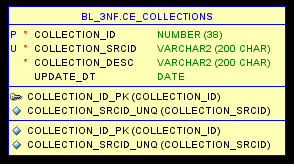 BL_3NF.CE_COLLECTIONS
P * COLLECTION_ID NUMBER (38)
U * COLLECTION_SRCID VARCHAR2 (200 CHAR)
* COLLECTION_DESC VARCHAR2 (200 CHAR)
UPDATE_DT DATE
COLLECTION_ID_PK (COLLECTION_ID)
COLLECTION_SRCID_UNQ (COLLECTION_SRCID)
COLLECTION_ID_PK (COLLECTION_ID)
COLLECTION_SRCID_UNQ (COLLECTION_SRCID)